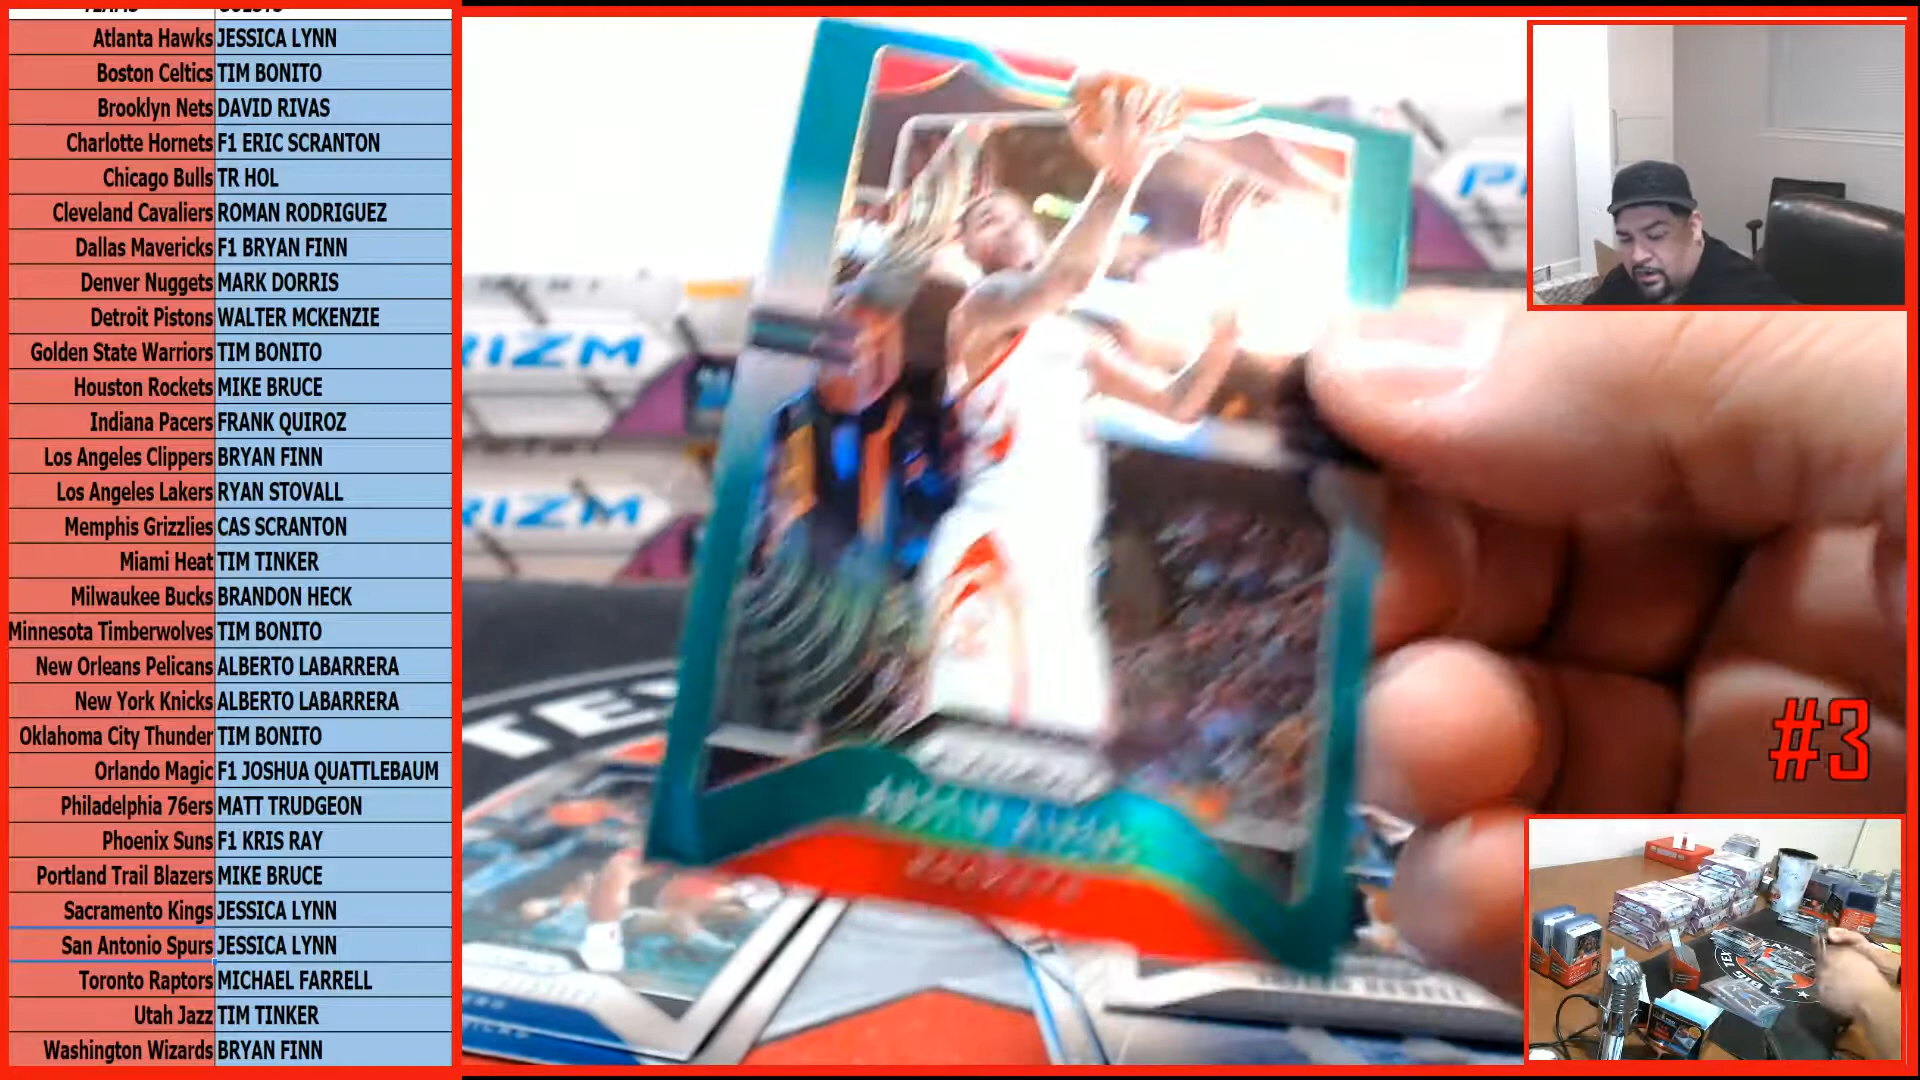 Atlanta Hawks JESSICA LYNN
Boston Celtics TIM BONITO
Brooklyn Nets DAVID RIVAS
Charlotte Hornets F1 ERIC SCRANTON
Chicago Bulls TR HOL
Cleveland Cavaliers ROMAN RODRIGUEZ
Dallas Mavericks F1 BRYAN FINN
Denver Nuggets MARK DORRIS
Detroit Pistons WALTER MCKENZIE
Golden State Warriors TIM BONITO
Houston Rockets MIKE BRUCE
Indiana Pacers FRANK QUIROZ
Los Angeles Clippers BRYAN FINN
Los Angeles Lakers RYAN STOVALL
Memphis Grizzlies CAS SCRANTON
Miami Heat TIM TINKER
Milwaukee Bucks BRANDON HECK
Minnesota Timberwolves TIM BONITO
New Orleans Pelicans ALBERTO LABARRERA
New York Knicks ALBERTO LABARRERA
Oklahoma City Thunder TIM BONITO
Orlando Magic F1 JOSHUA QUATTLEBAUM
Philadelphia 76ers MATT TRUDGEON
Phoenix Suns F1 KRIS RAY
Portland Trail Blazers MIKE BRUCE
Sacramento Kings JESSICA LYNN
San Antonio Spurs JESSICA LYNN
Toronto Raptors MICHAEL FARRELL
Utah Jazz TIM TINKER
Washington Wizards BRYAN FINN
RIZM
RIZM
TEX
ROCKETS
#3